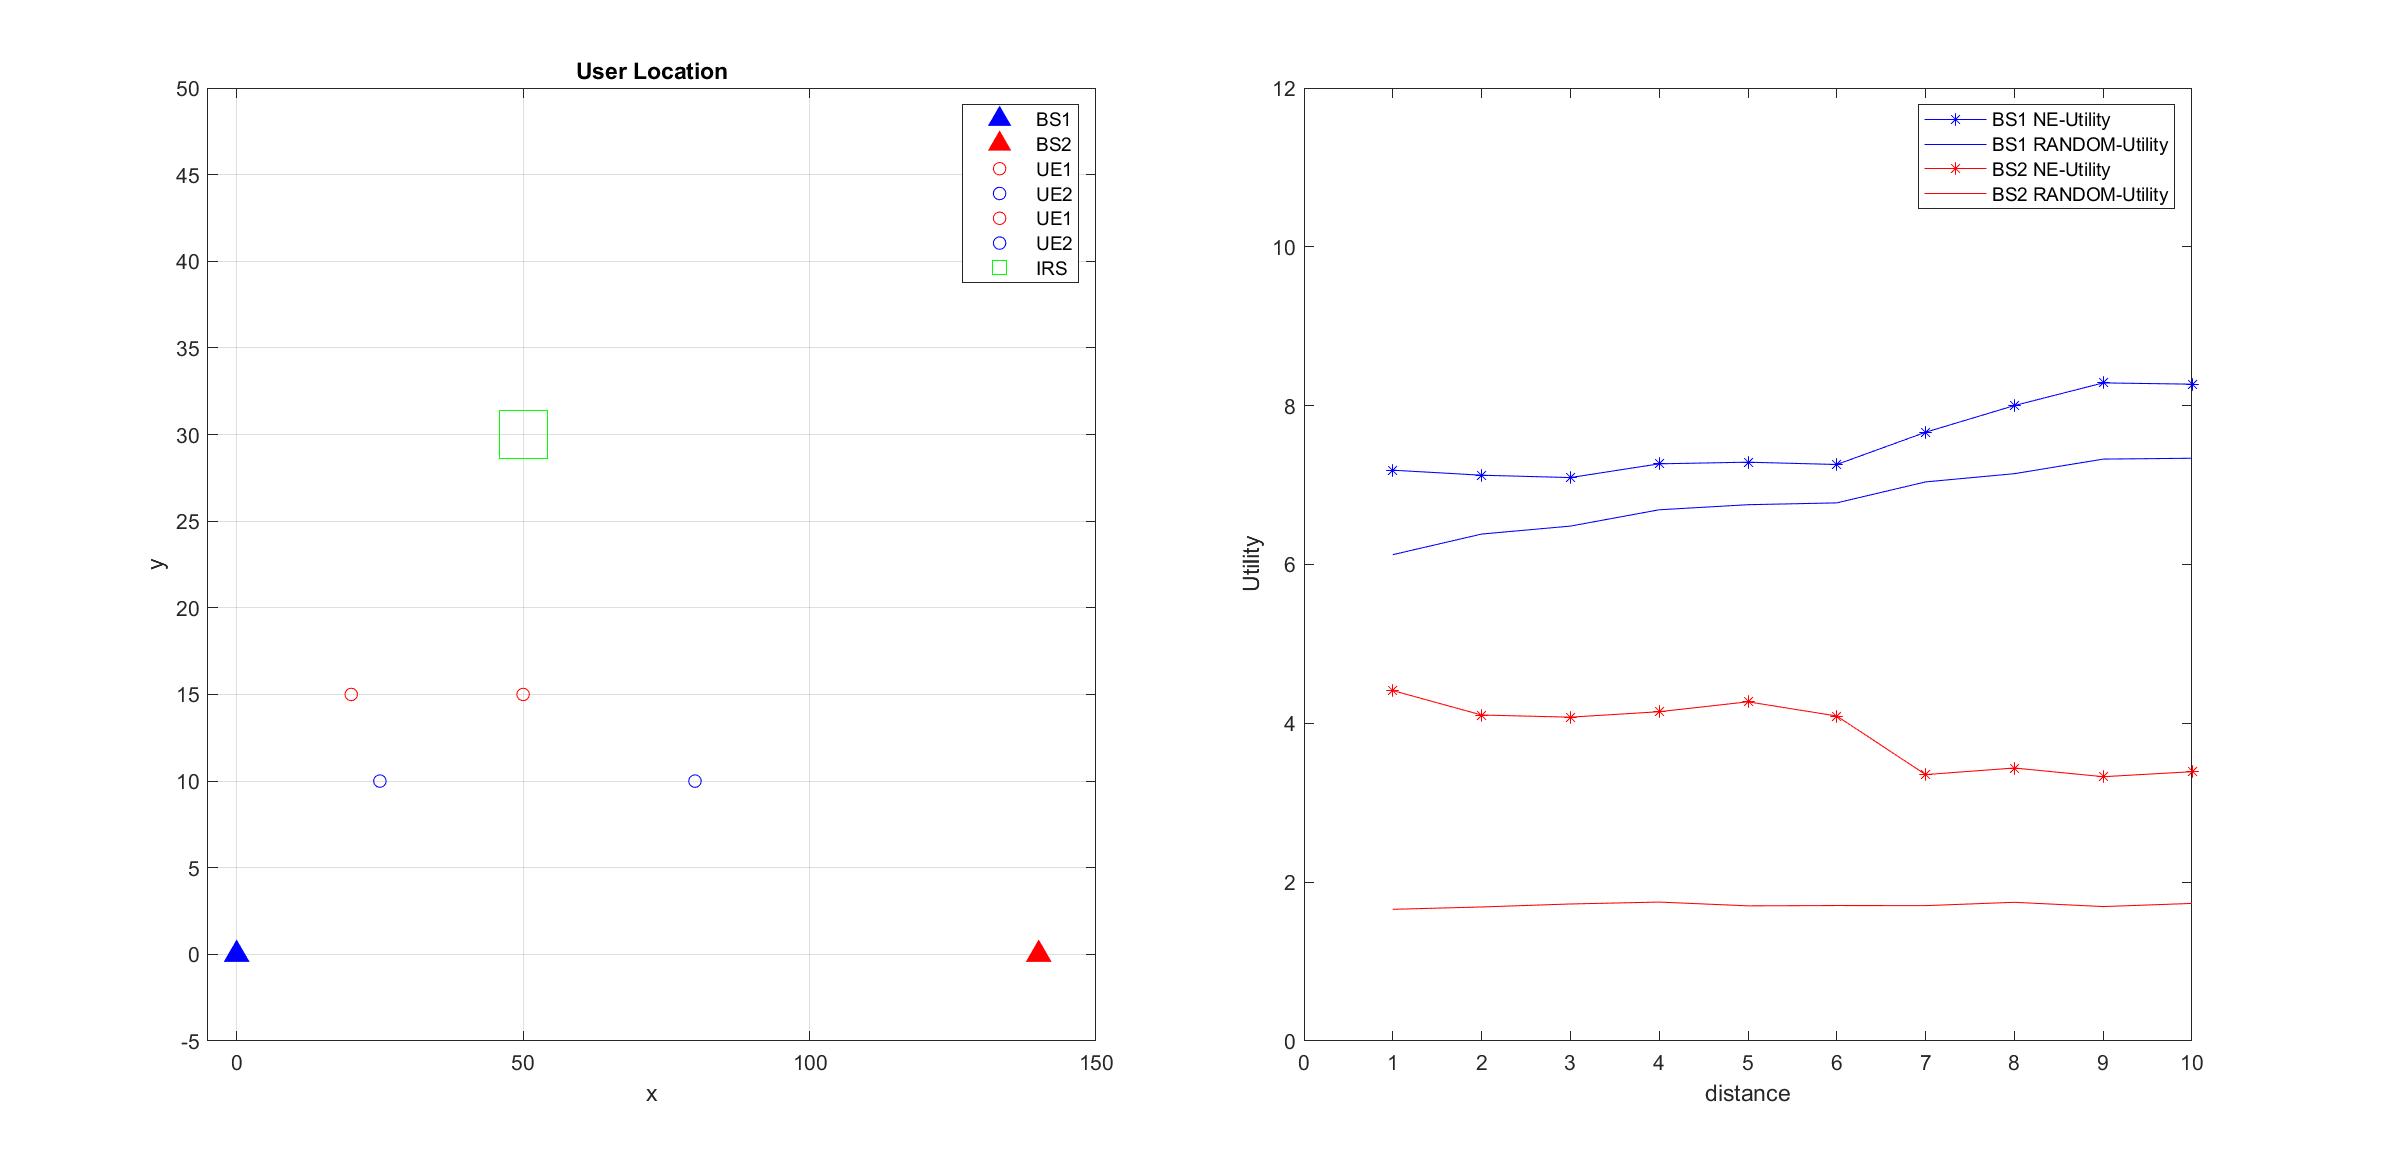 User Location
50
45
40
35
30
25
20
15
10
5
0
-5
0 50 100 150
x
y
BS1
BS2
UE1
UE2
UE1
UE2
IRS
12
10
8
6
4
2
0
0 1 2 3 4 5 6 7 8 9 10
distance
Utility
BS1 NE-Utility
BS1 RANDOM-Utility
BS2 NE-Utility
BS2 RANDOM-Utility